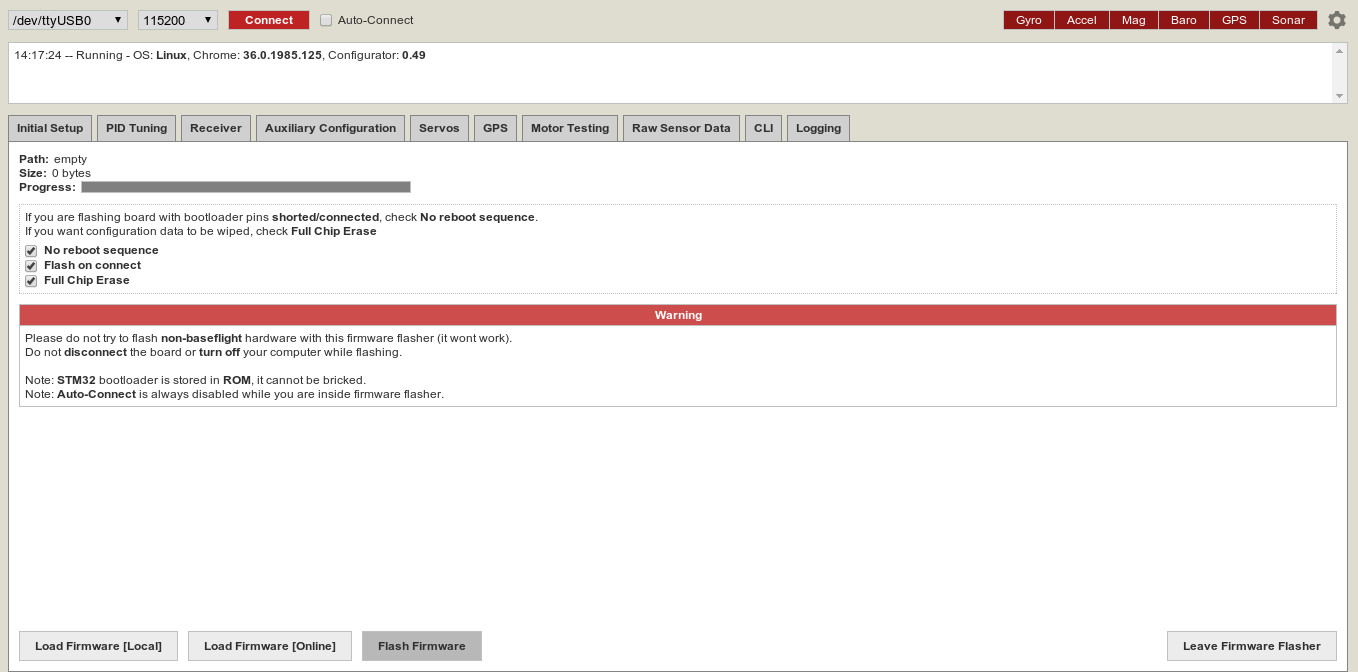 /dev/ttyUSB0 115200 Connect Auto-Connect Gyro Accel Mag Baro GPS Sonar
14:17:24 -- Running - OS: Linux, Chrome: 36.0.1985.125, Configurator: 0.49
Initial Setup PID Tuning Receiver Auxiliary Configuration Servos GPS Motor Testing Raw Sensor Data CLI Logging
Path: empty
Size: 0 bytes
Progress:
If you are flashing board with bootloader pins shorted/connected, check No reboot sequence.
If you want configuration data to be wiped, check Full Chip Erase
No reboot sequence
Flash on connect
Full Chip Erase
Warning
Please do not try to flash non-baseflight hardware with this firmware flasher (it wont work).
Do not disconnect the board or turn off your computer while flashing.
Note: STM32 bootloader is stored in ROM, it cannot be bricked.
Note: Auto-Connect is always disabled while you are inside firmware flasher.
Load Firmware [Local] Load Firmware [Online] Flash Firmware Leave Firmware Flasher